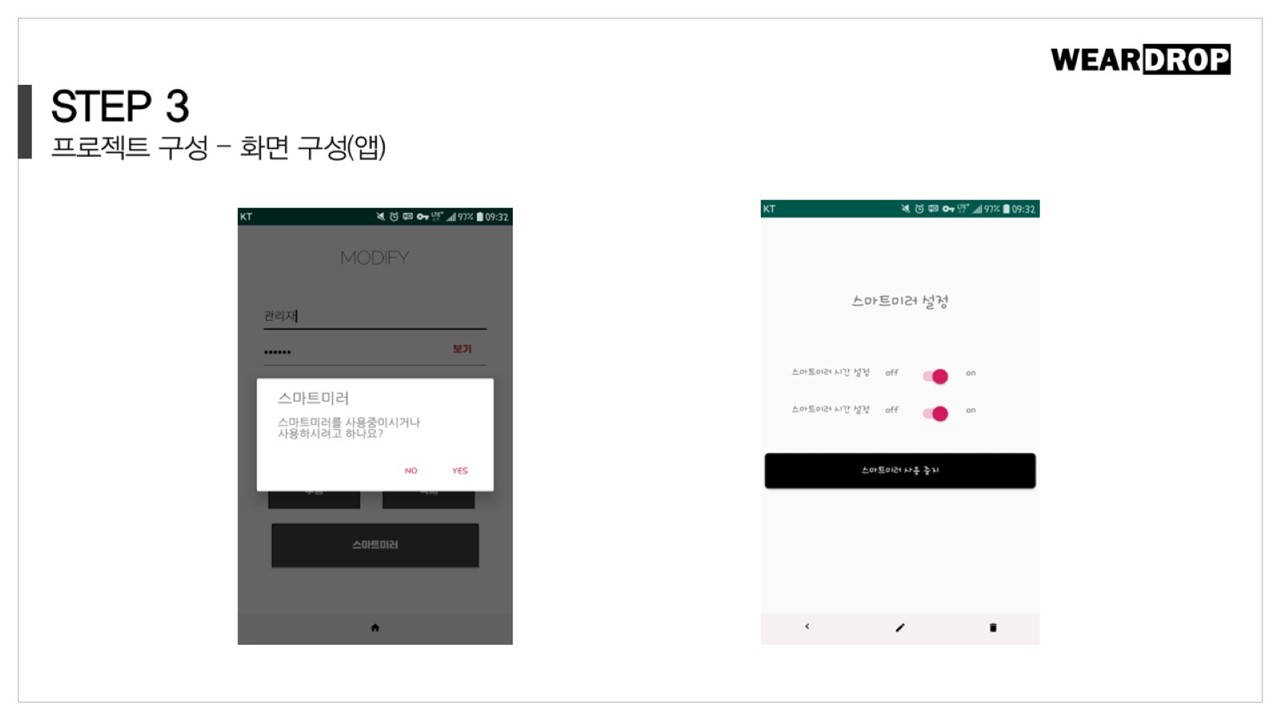 WEARDROP
STEP 3
프로젝트 구성 - 화면 구성(앱)
KT
97% 09:32
MODIFY
관리자
보기
스마트미러
스마트미러를 사용중이시거나
사용하시려고 하나요?
NO YES
스마트미러
KT
97% 09:32
스마트미러 설정
스마트미러 시간 설정 off on
스마트미러 시간 설정 off on
스마트미러 사용 중지